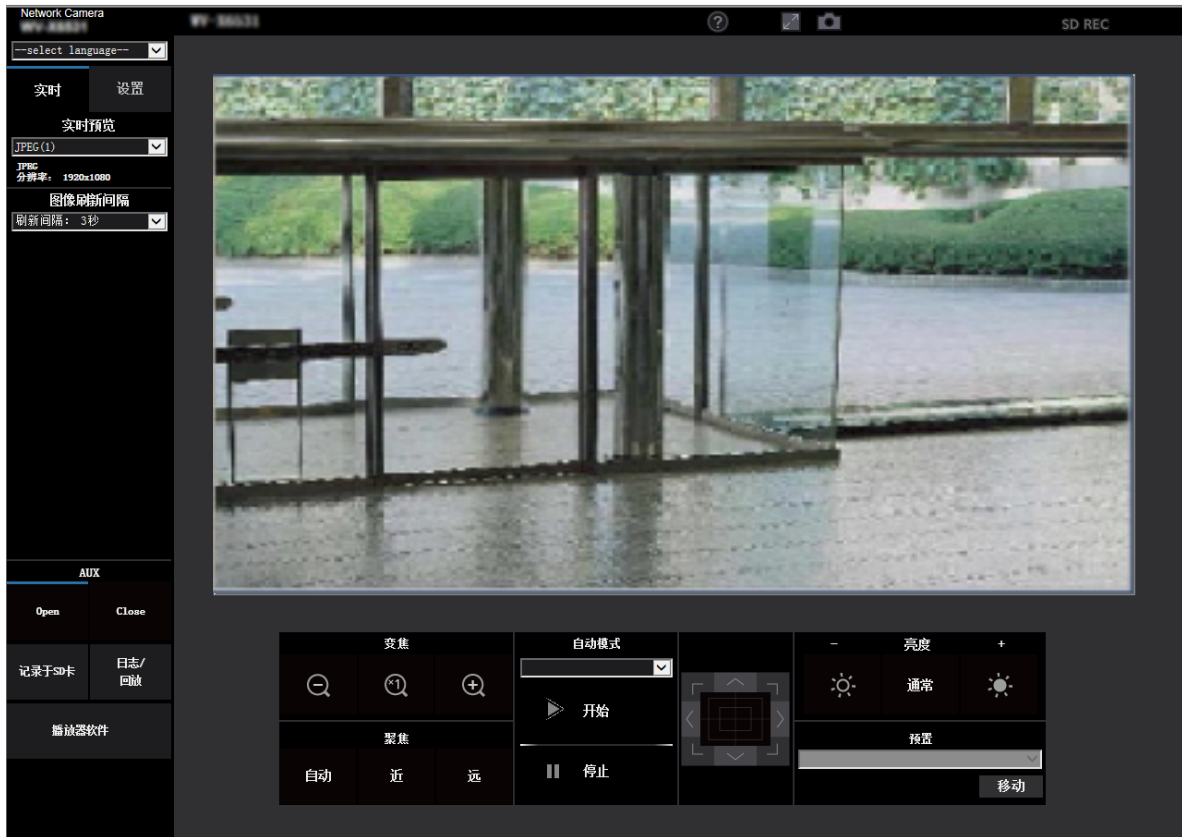 Network Camera
SD REC
--select language--
实时
设置
实时预览
JPEG(1)
JPEG
分辨率： 1920x1080
图像刷新间隔
刷新间隔： 3秒
AUX
Open
Close
记录于SD卡
日志/
回放
播放器软件
变焦
×1
聚焦
自动
近
远
自动模式
开始
停止
- 亮度 +
通常
预置
移动